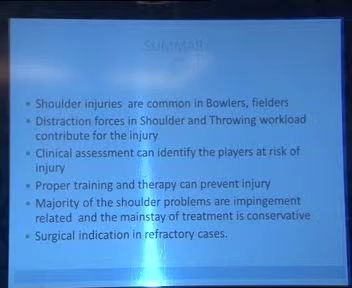 SUMMARY
• Shoulder injuries are common in Bowlers, fielders
• Distraction forces in Shoulder and Throwing workload
contribute for the injury
• Clinical assessment can identify the players at risk of
injury
• Proper training and therapy can prevent injury
• Majority of the shoulder problems are impingement
related and the mainstay of treatment is conservative
• Surgical indication in refractory cases.